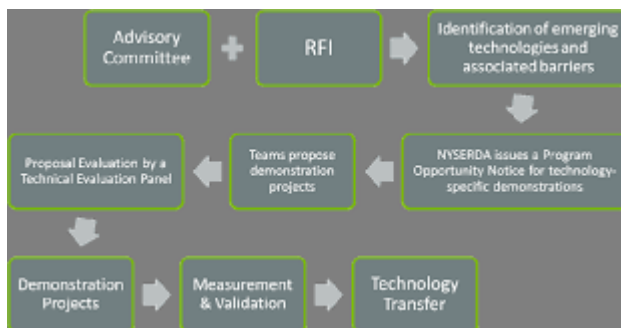 Advisory
Committee
+
RFI
Identification of emerging
technologies and
associated barriers
NYSERDA issues a Program
Opportunity Notice for technology-
specific demonstrations
Teams propose
demonstration
projects
Proposal Evaluation by a
Technical Evaluation Panel
Demonstration
Projects
Measurement
& Validation
Technology
Transfer